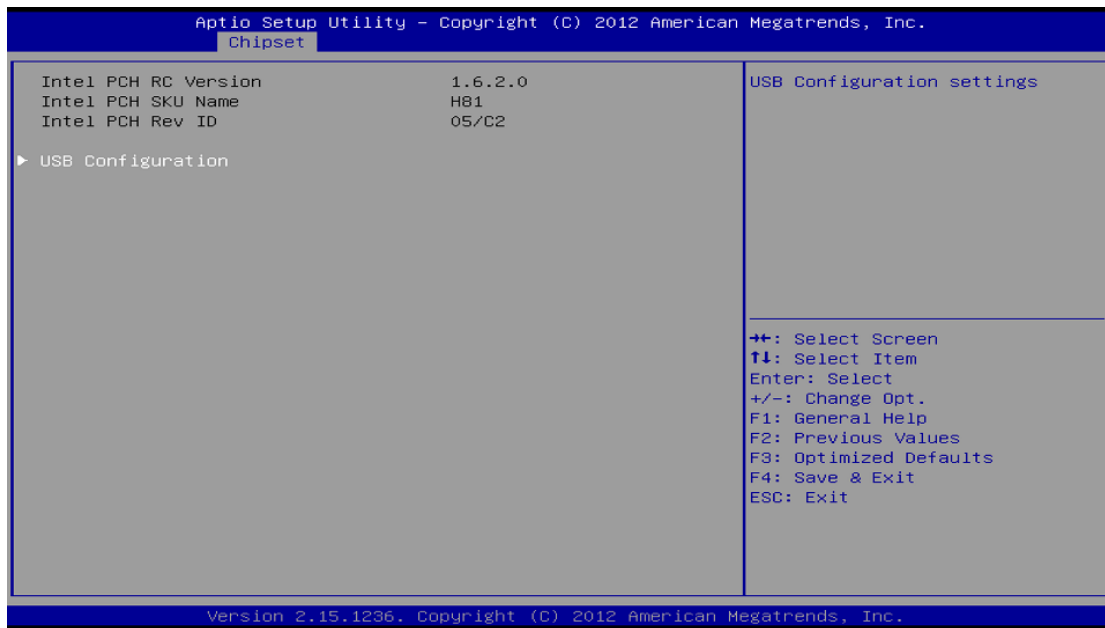 Aptio Setup Utility – Copyright (C) 2012 American Megatrends, Inc.
Chipset
Intel PCH RC Version 1.6.2.0
Intel PCH SKU Name H81
Intel PCH Rev ID 05/C2
► USB Configuration
USB Configuration settings
→←: Select Screen
↑↓: Select Item
Enter: Select
+/-: Change Opt.
F1: General Help
F2: Previous Values
F3: Optimized Defaults
F4: Save & Exit
ESC: Exit
Version 2.15.1236. Copyright (C) 2012 American Megatrends, Inc.